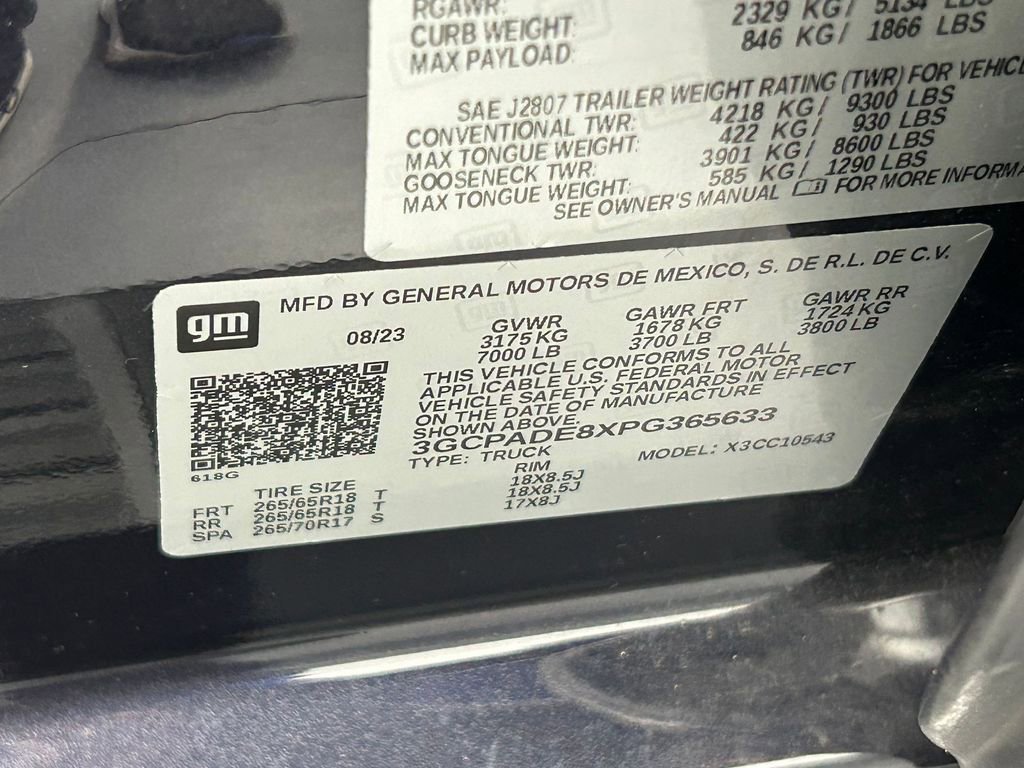 RGAWR:
CURB WEIGHT: 2329 KG/ 5134 LBS
MAX PAYLOAD: 846 KG/ 1866 LBS
SAE J2807 TRAILER WEIGHT RATING (TWR) FOR
CONVENTIONAL TWR: 4218 KG/ 9300 LBS
MAX TONGUE WEIGHT: 422 KG/ 930 LBS
GOOSENECK TWR: 3901 KG/ 8600 LBS
MAX TONGUE WEIGHT: 585 KG/ 1290 LBS
SEE OWNER'S MANUAL FOR MORE
gm
MFD BY GENERAL MOTORS DE MEXICO, S. DE R.L. DE C.V.
08/23 GVWR GAWR FRT GAWR RR
3175 KG 1678 KG 1724 KG
7000 LB 3700 LB 3800 LB
THIS VEHICLE CONFORMS TO ALL
APPLICABLE U.S. FEDERAL MOTOR
VEHICLE SAFETY STANDARDS IN EFFECT
ON THE DATE OF MANUFACTURE
SHOWN ABOVE.
3GCPADE8XPG365633
TYPE: TRUCK MODEL: X3CC10543
618G
TIRE SIZE RIM
FRT 265/65R18 T 18X8.5J
RR 265/65R18 T 18X8.5J
SPA 265/70R17 S 17X8J